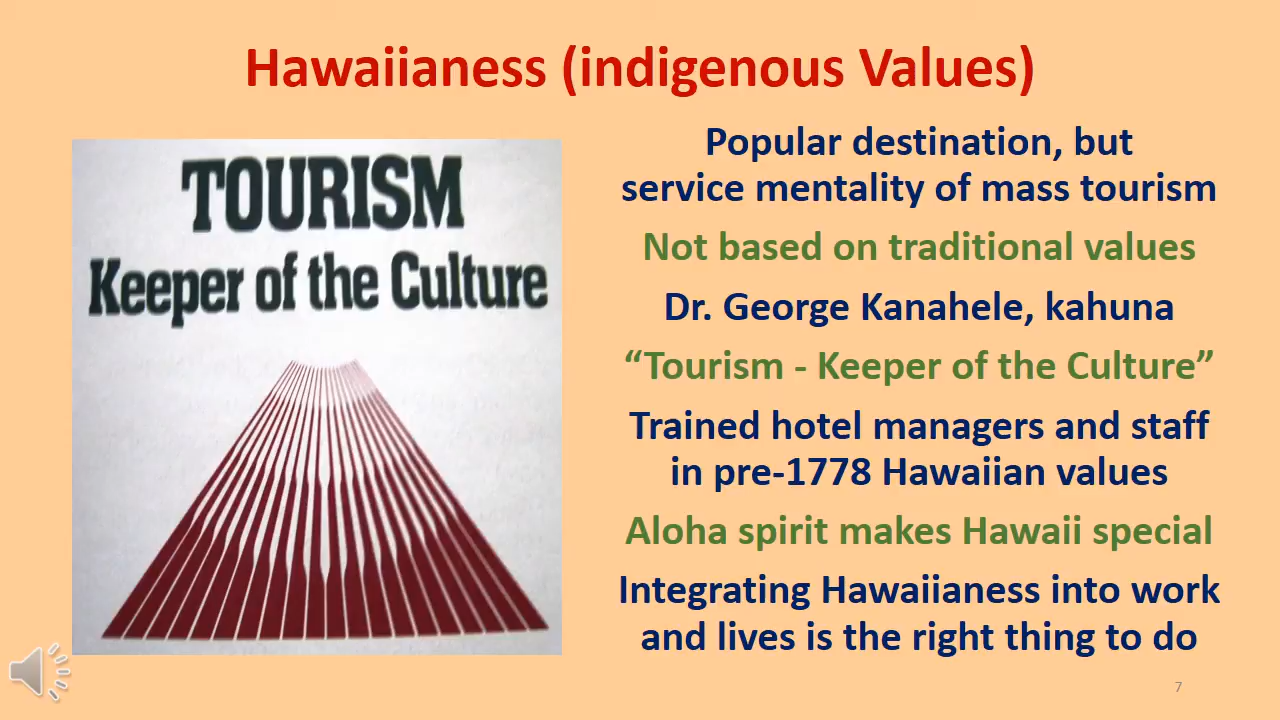 Hawaiianess (indigenous Values)
TOURISM
Keeper of the Culture
Popular destination, but
service mentality of mass tourism
Not based on traditional values
Dr. George Kanahele, kahuna
“Tourism - Keeper of the Culture”
Trained hotel managers and staff
in pre-1778 Hawaiian values
Aloha spirit makes Hawaii special
Integrating Hawaiianess into work
and lives is the right thing to do
7